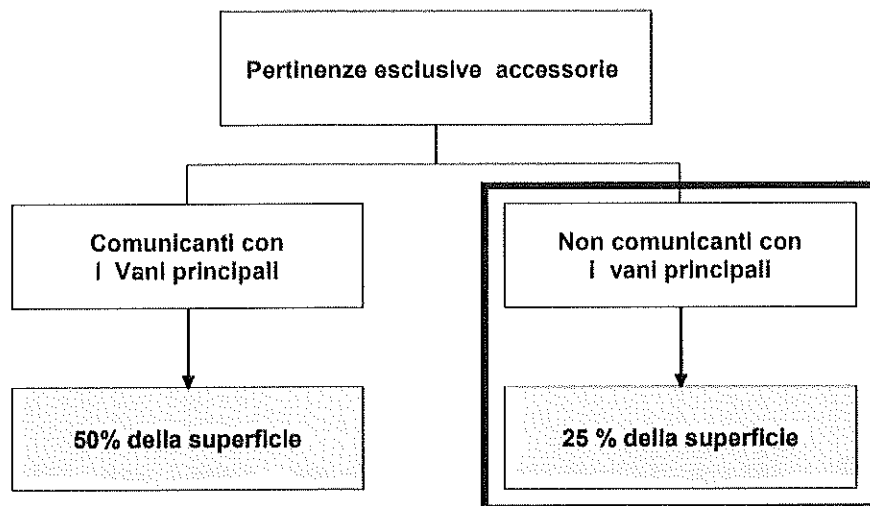 Pertinenze esclusive accessorie
Comunicanti con
i Vani principali
Non comunicanti con
i vani principali
50% della superficie
25 % della superficie